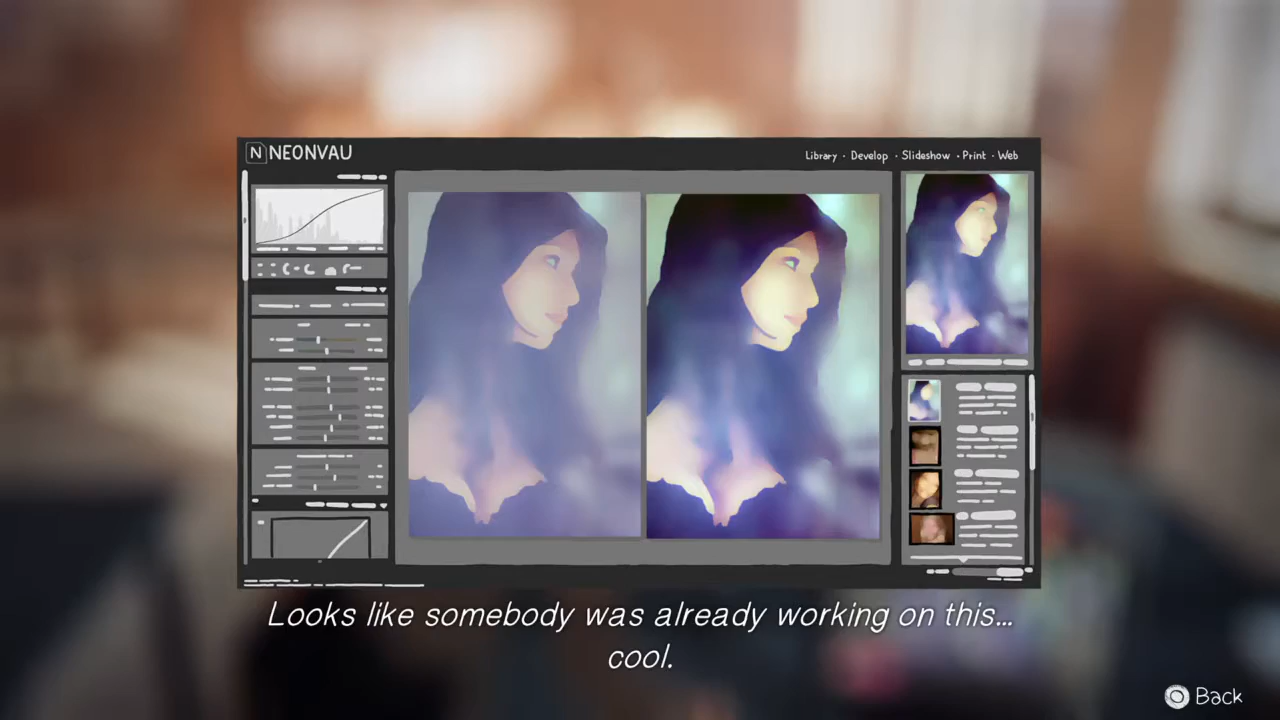 N NEONVAU
Library · Develop · Slideshow · Print · Web
Looks like somebody was already working on this...
cool.
Back